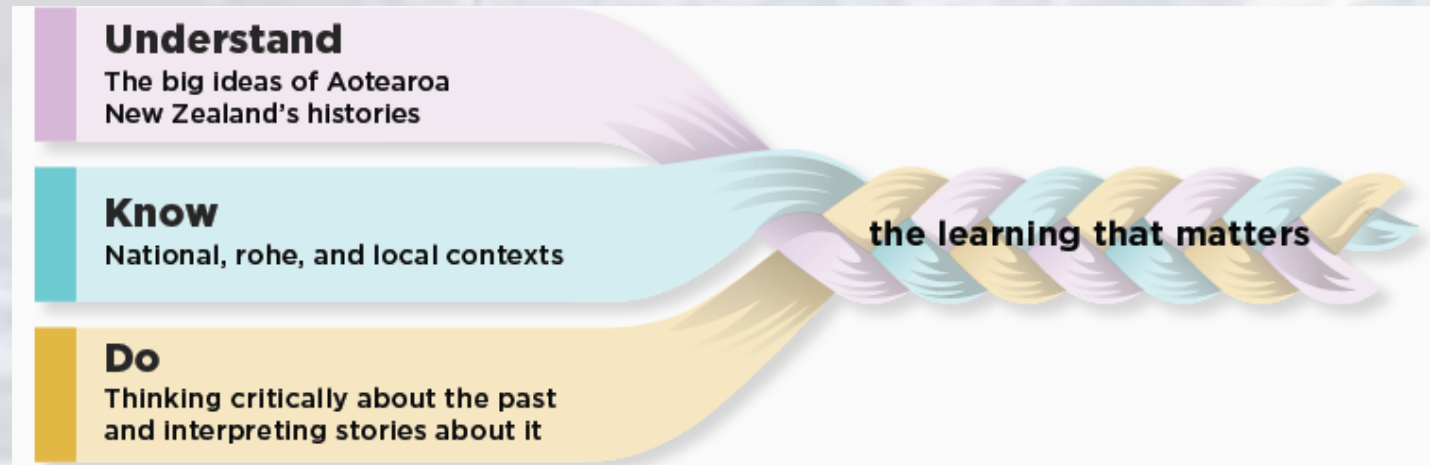 Understand
The big ideas of Aotearoa
New Zealand’s histories
Know
National, rohe, and local contexts
Do
Thinking critically about the past
and interpreting stories about it
the learning that matters